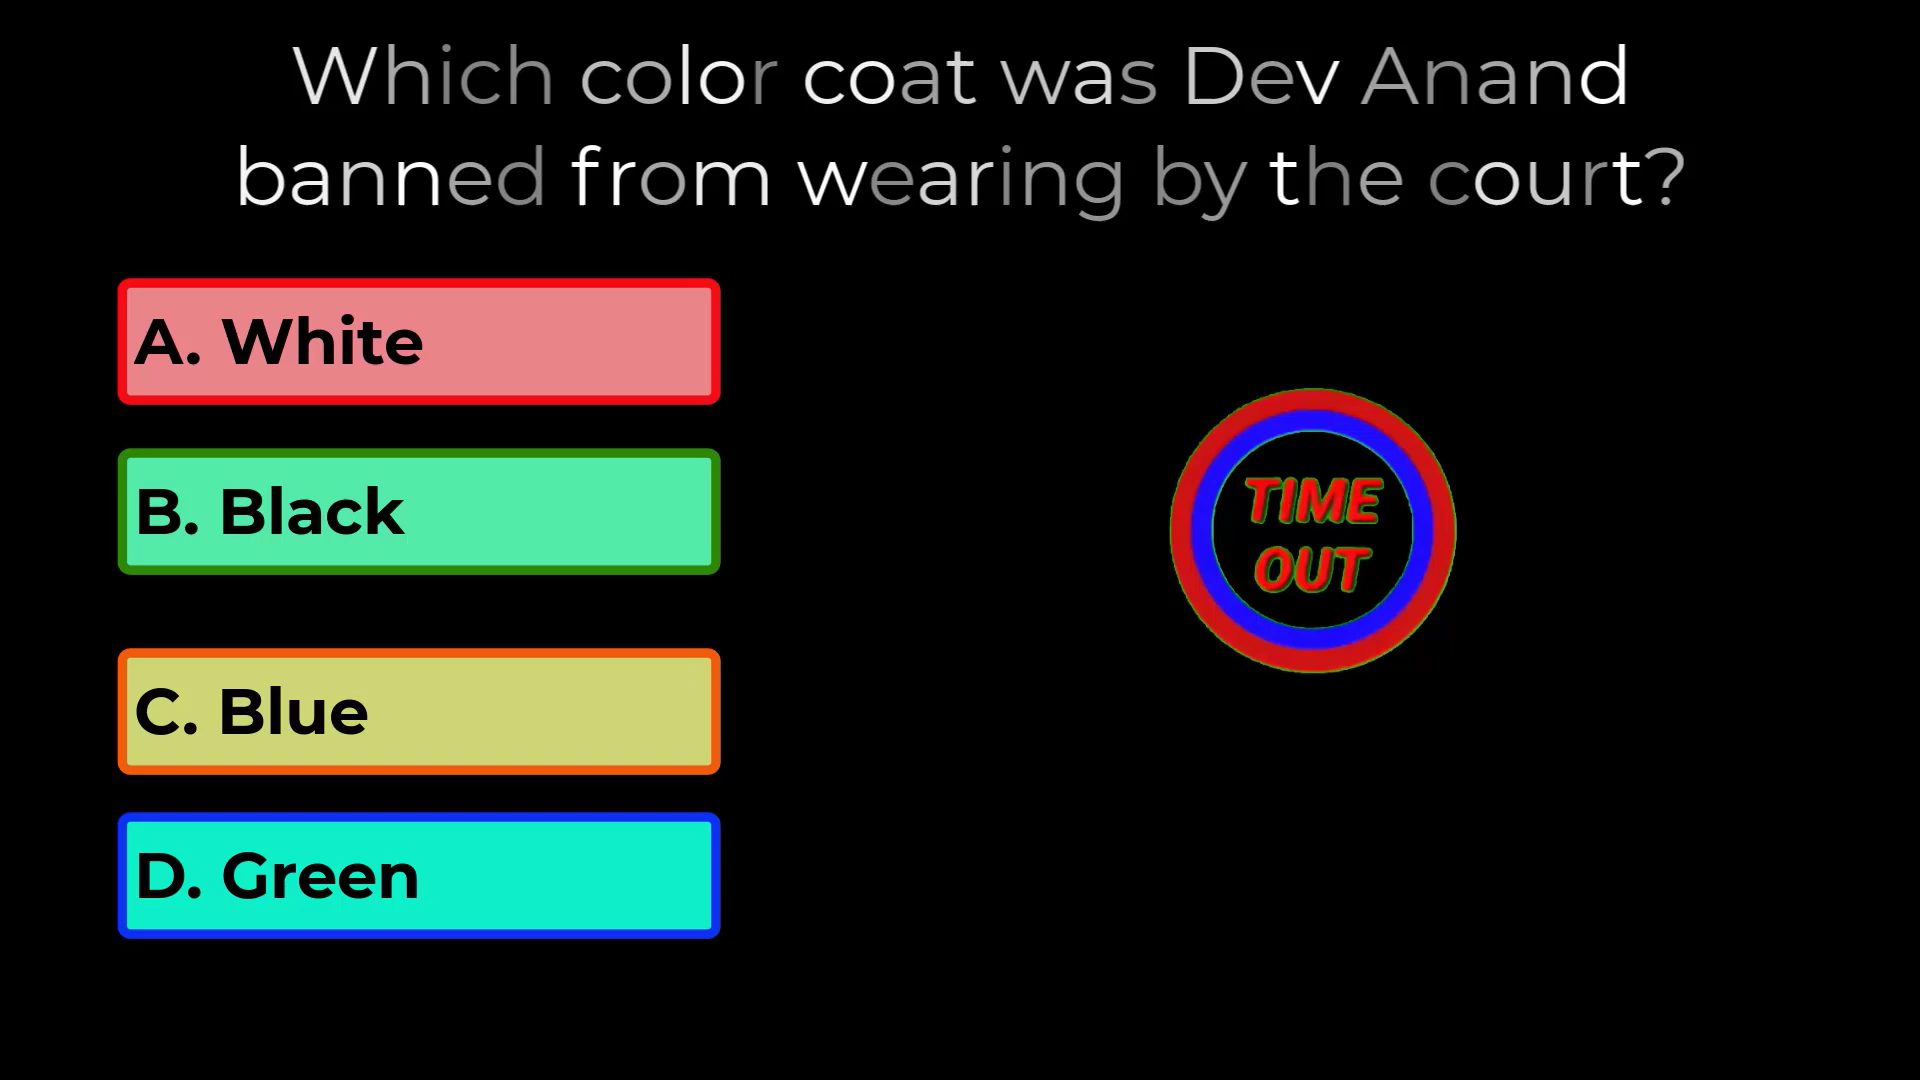 Which color coat was Dev Anand
banned from wearing by the court?
A. White
B. Black
C. Blue
D. Green
TIME
OUT